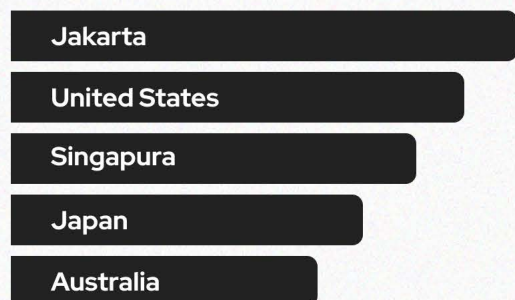 Jakarta
United States
Singapura
Japan
Australia